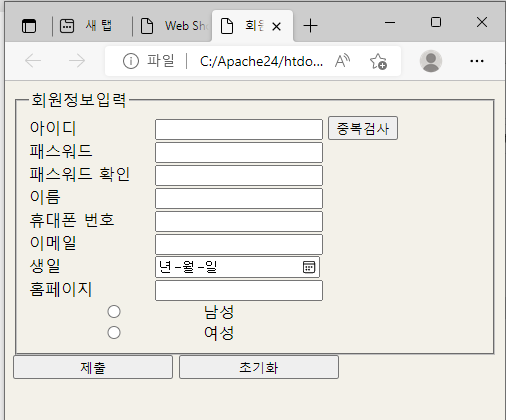 새 탭 Web Sh 회원
파일 C:/Apache24/htdo...
회원정보입력
아이디 중복검사
패스워드
패스워드 확인
이름
휴대폰 번호
이메일
생일 년-월-일
홈페이지
남성
여성
제출 초기화